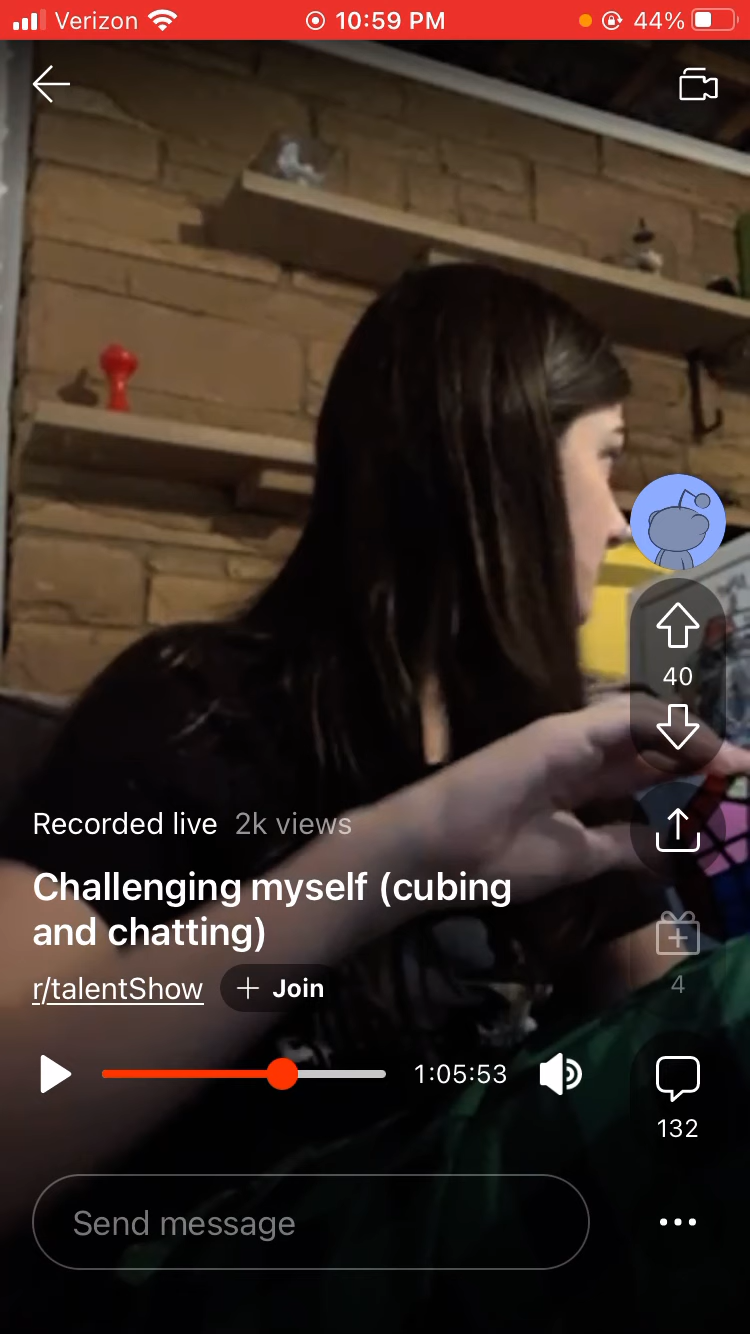 Verizon 10:59 PM 44%
40
Recorded live 2k views
Challenging myself (cubing
and chatting)
r/talentShow + Join
4
1:05:53
132
Send message